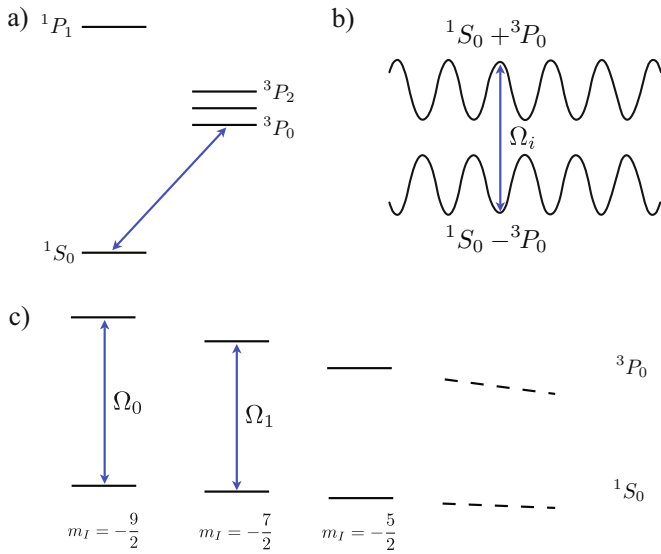 a)
¹P₁
³P₂
³P₀
¹S₀
b)
¹S₀ + ³P₀
Ωᵢ
¹S₀ − ³P₀
c)
Ω₀
Ω₁
³P₀
¹S₀
m_I = −9/2
m_I = −7/2
m_I = −5/2